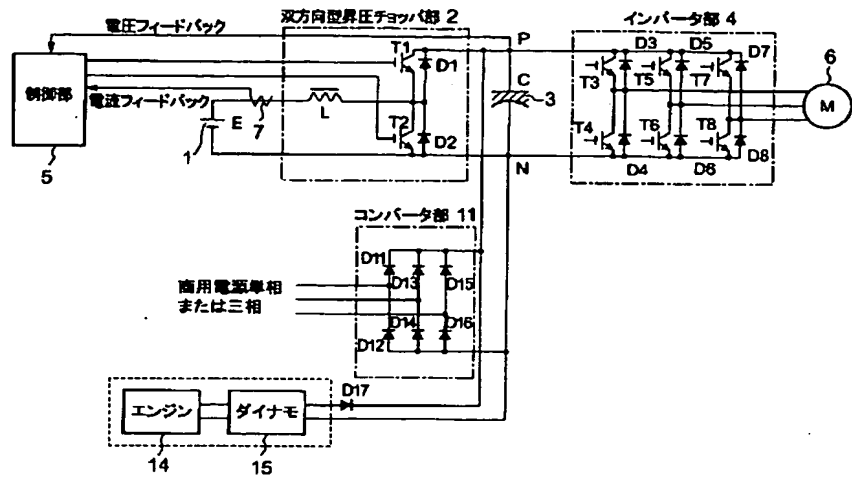 電圧フィードバック
双方向型昇圧チョッパ部 2
インバータ部 4
制御部
5
電流フィードバック
7
1
E
L
T1
D1
T2
D2
P
C
3
N
D3
D5
D7
T3
T5
T7
T4
T6
T8
D4
D6
D8
6
M
コンバータ部 11
D11
D13
D15
D14
D16
D12
商用電源単相
または三相
D17
エンジン
ダイナモ
14
15